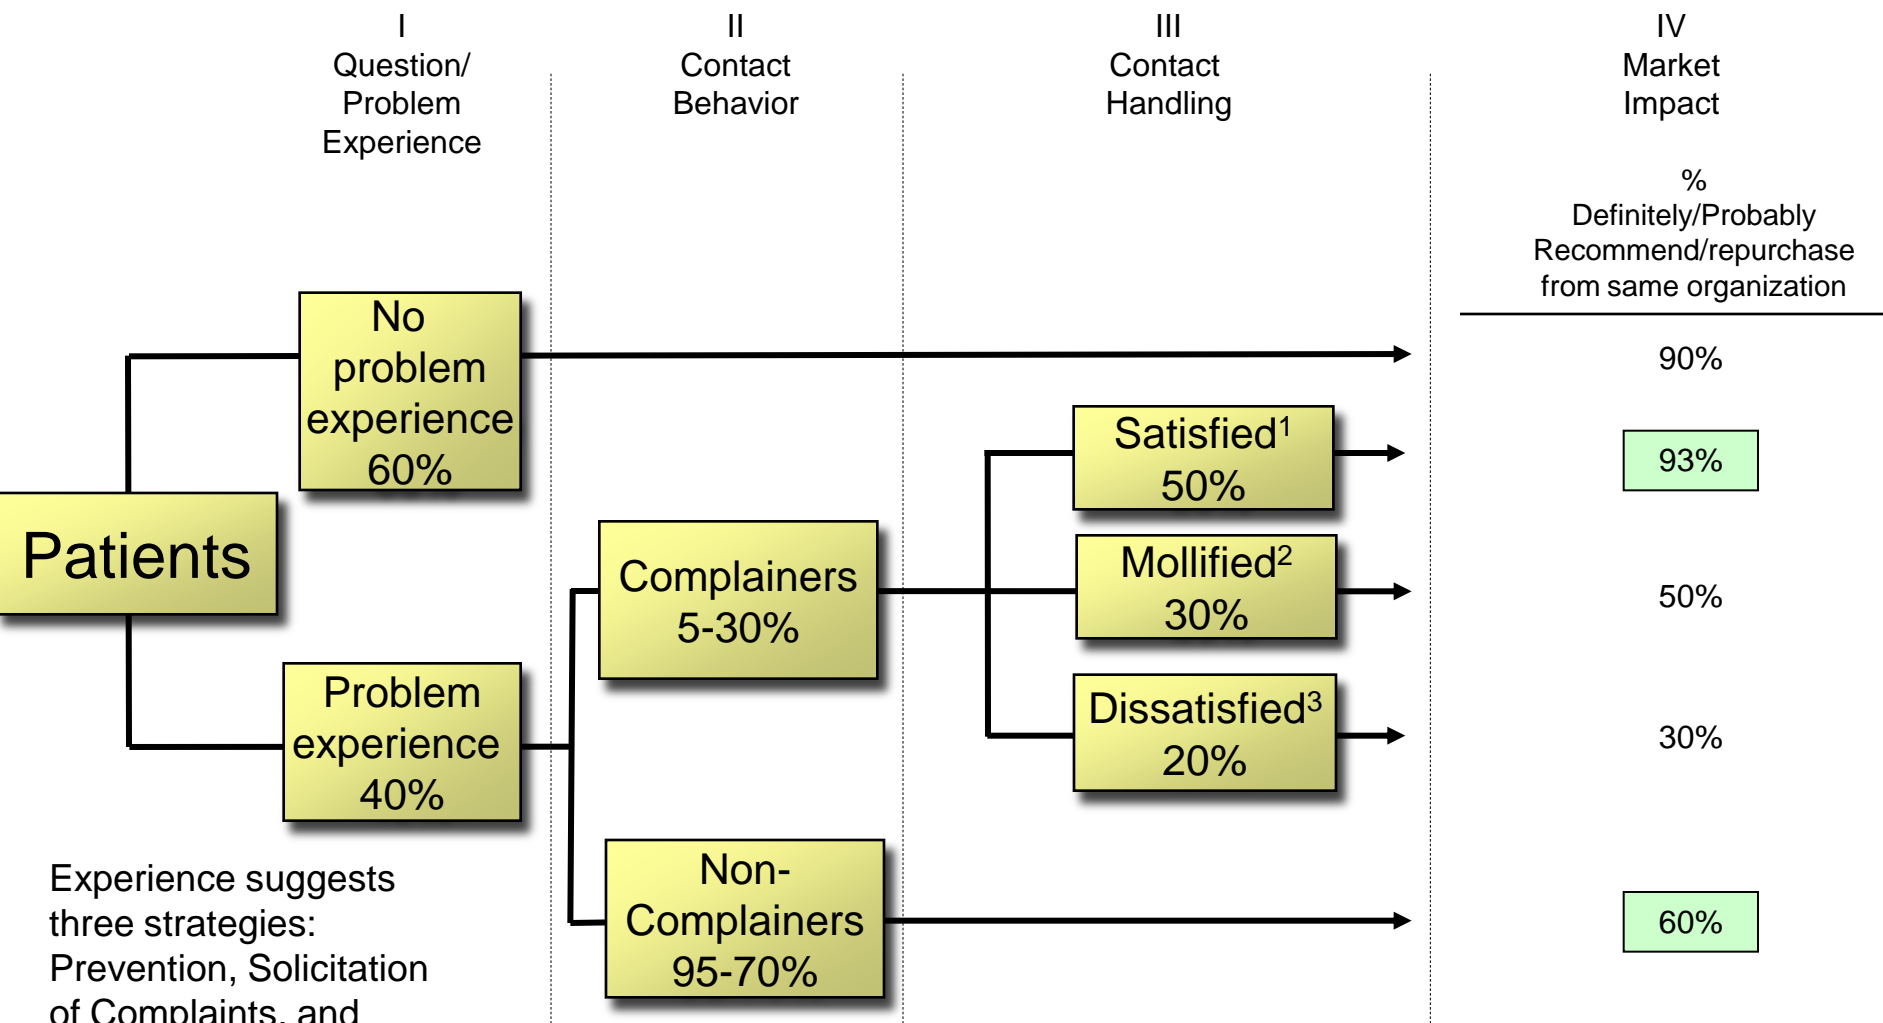 I
Question/
Problem
Experience
II
Contact
Behavior
III
Contact
Handling
IV
Market
Impact
%
Definitely/Probably
Recommend/repurchase
from same organization
No
problem
experience
60%
90%
Satisfied¹
50%
93%
Patients
Complainers
5-30%
Mollified²
30%
50%
Problem
experience
40%
Dissatisfied³
20%
30%
Non-
Complainers
95-70%
60%
Experience suggests
three strategies:
Prevention, Solicitation
of Complaints, and